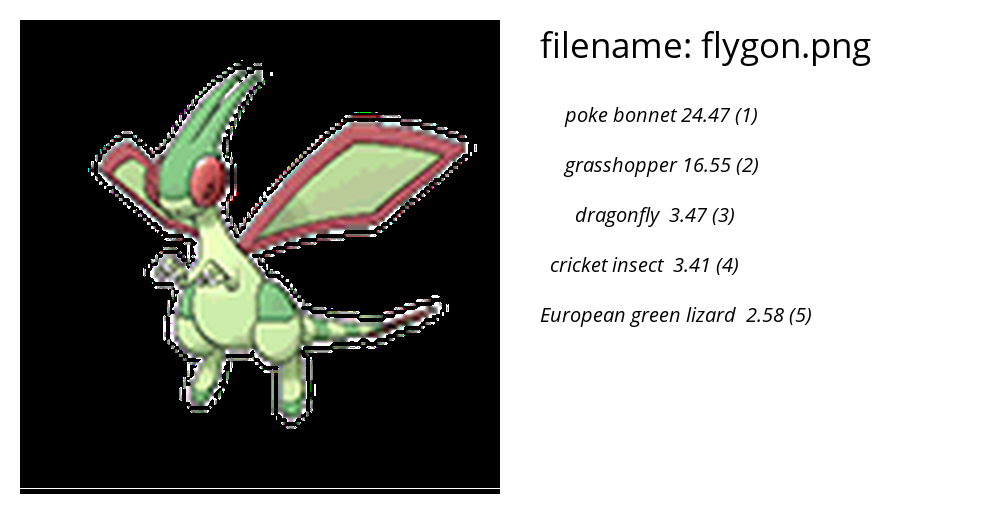 filename: flygon.png
poke bonnet 24.47 (1)
grasshopper 16.55 (2)
dragonfly 3.47 (3)
cricket insect 3.41 (4)
European green lizard 2.58 (5)